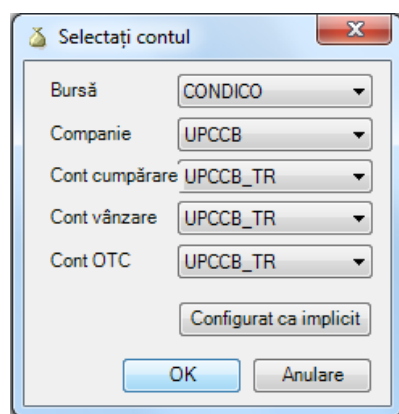 Selectați contul
Bursă CONDICO
Companie UPCCB
Cont cumpărare UPCCB_TR
Cont vânzare UPCCB_TR
Cont OTC UPCCB_TR
Configurat ca implicit
OK Anulare